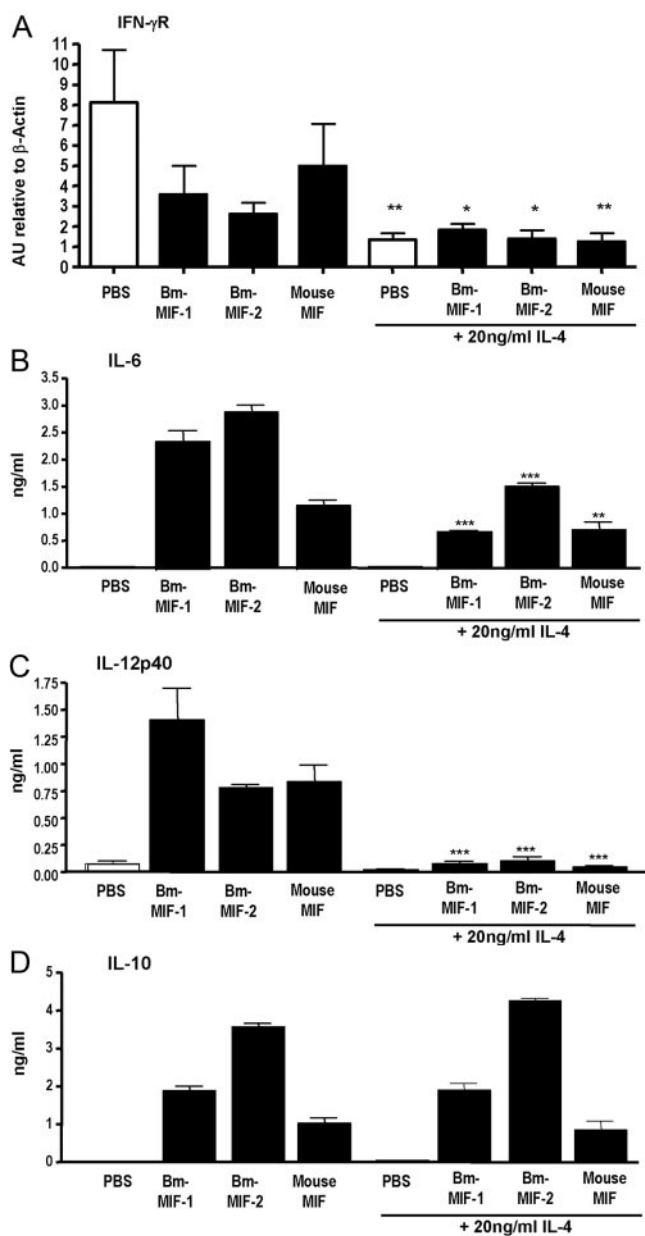 A
IFN-γR
AU relative to β-Actin
11
10
9
8
7
6
5
4
3
2
1
0
** * * **
PBS Bm- Bm- Mouse PBS Bm- Bm- Mouse
MIF-1 MIF-2 MIF MIF-1 MIF-2 MIF
+ 20ng/ml IL-4
B
IL-6
ng/ml
3.5
3.0
2.5
2.0
1.5
1.0
0.5
0.0
*** *** **
PBS Bm- Bm- Mouse PBS Bm- Bm- Mouse
MIF-1 MIF-2 MIF MIF-1 MIF-2 MIF
+ 20ng/ml IL-4
C
IL-12p40
ng/ml
1.75
1.50
1.25
1.00
0.75
0.50
0.25
0.00
*** *** ***
PBS Bm- Bm- Mouse PBS Bm- Bm- Mouse
MIF-1 MIF-2 MIF MIF-1 MIF-2 MIF
+ 20ng/ml IL-4
D
IL-10
ng/ml
5
4
3
2
1
0
PBS Bm- Bm- Mouse PBS Bm- Bm- Mouse
MIF-1 MIF-2 MIF MIF-1 MIF-2 MIF
+ 20ng/ml IL-4